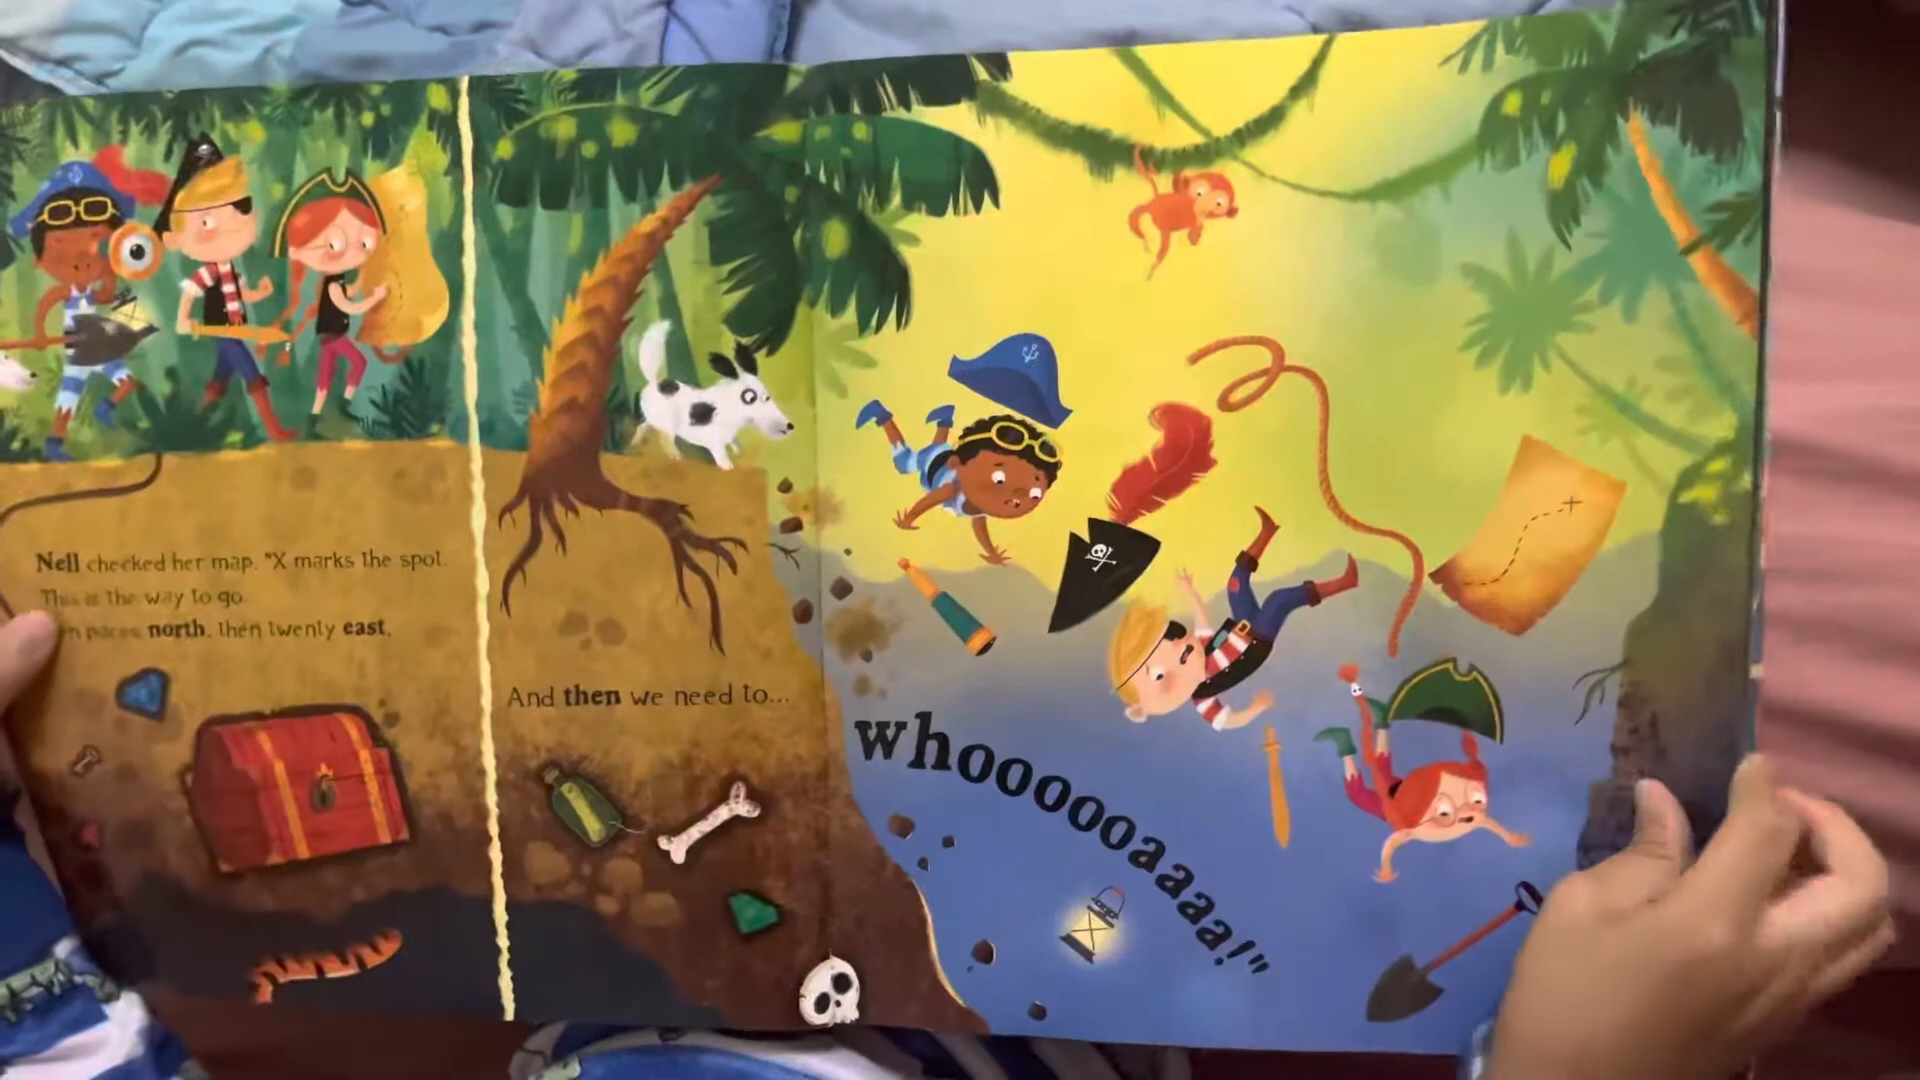 Nell checked her map. "X marks the spot.
This is the way to go.
paces north, then twenty east,
And then we need to...
whoooooaaaa!"